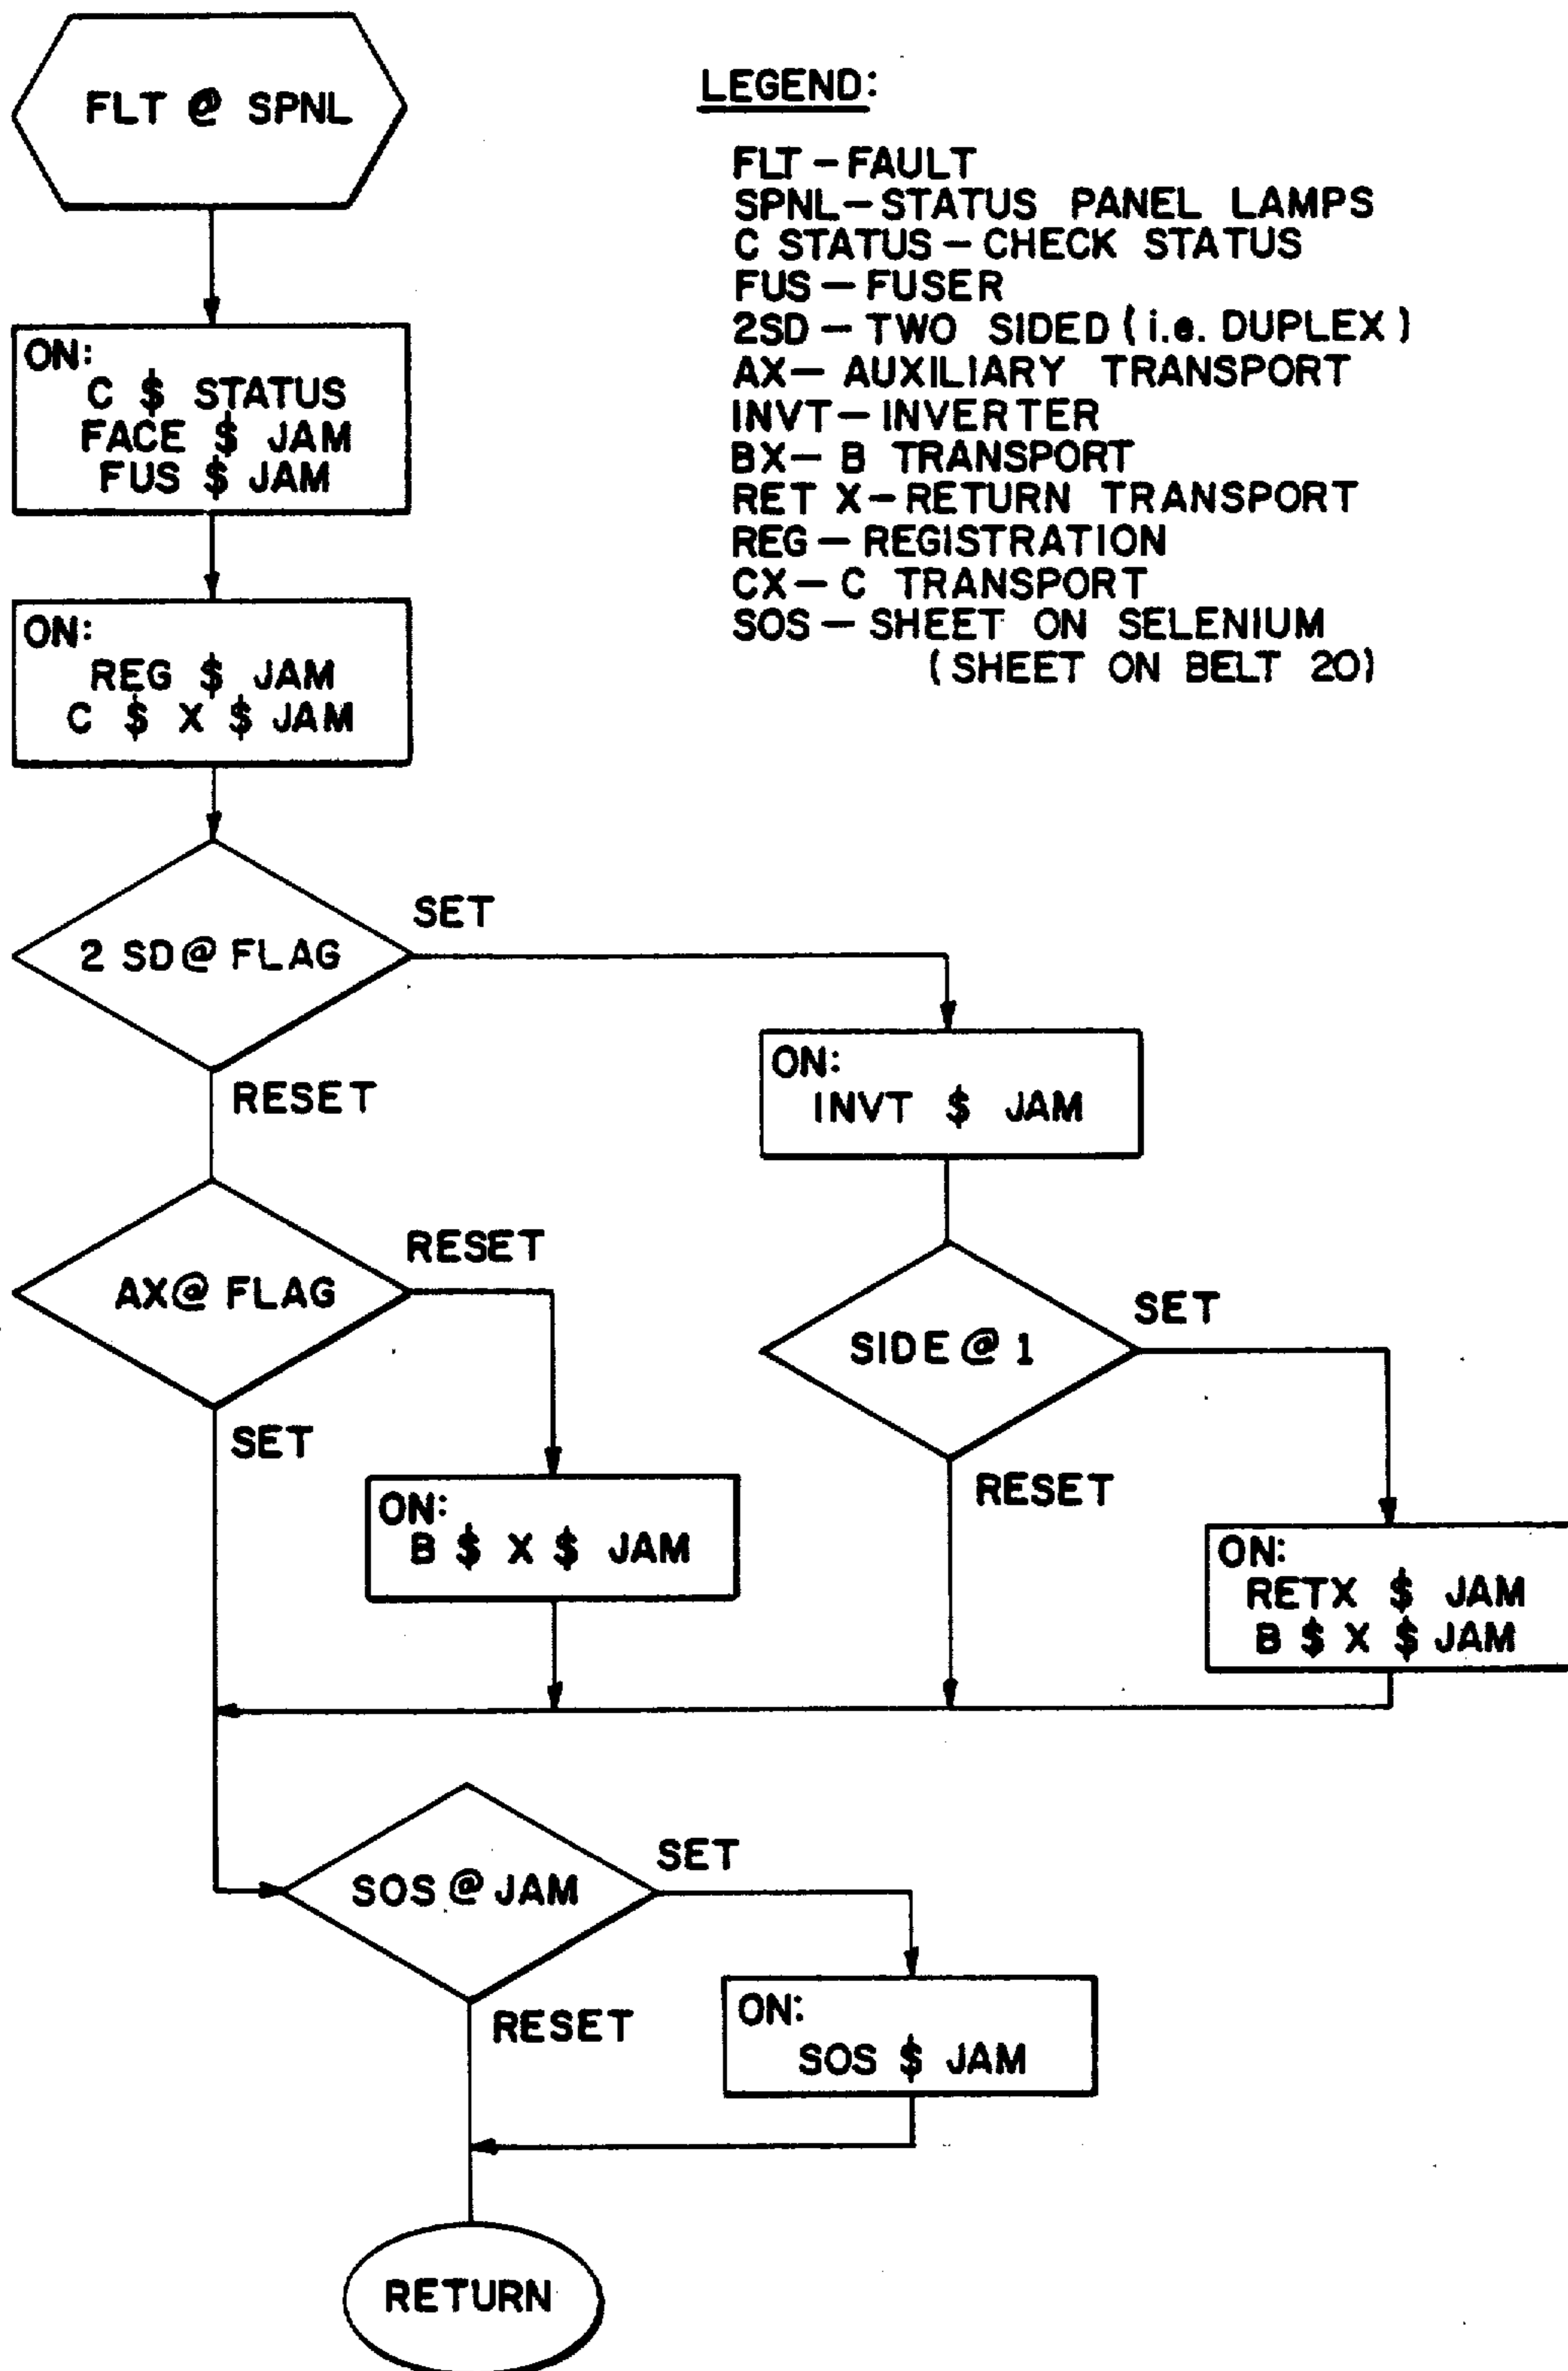 FLT @ SPNL
LEGEND:
FLT – FAULT
SPNL – STATUS PANEL LAMPS
C STATUS – CHECK STATUS
FUS – FUSER
2SD – TWO SIDED (i.e. DUPLEX)
AX – AUXILIARY TRANSPORT
INVT – INVERTER
BX – B TRANSPORT
RET X – RETURN TRANSPORT
REG – REGISTRATION
CX – C TRANSPORT
SOS – SHEET ON SELENIUM
(SHEET ON BELT 20)
ON:
C $ STATUS
FACE $ JAM
FUS $ JAM
ON:
REG $ JAM
C $ X $ JAM
2 SD @ FLAG
SET
RESET
ON:
INVT $ JAM
AX @ FLAG
RESET
SET
SIDE @ 1
SET
RESET
ON:
B $ X $ JAM
ON:
RETX $ JAM
B $ X $ JAM
SOS @ JAM
SET
RESET
ON:
SOS $ JAM
RETURN